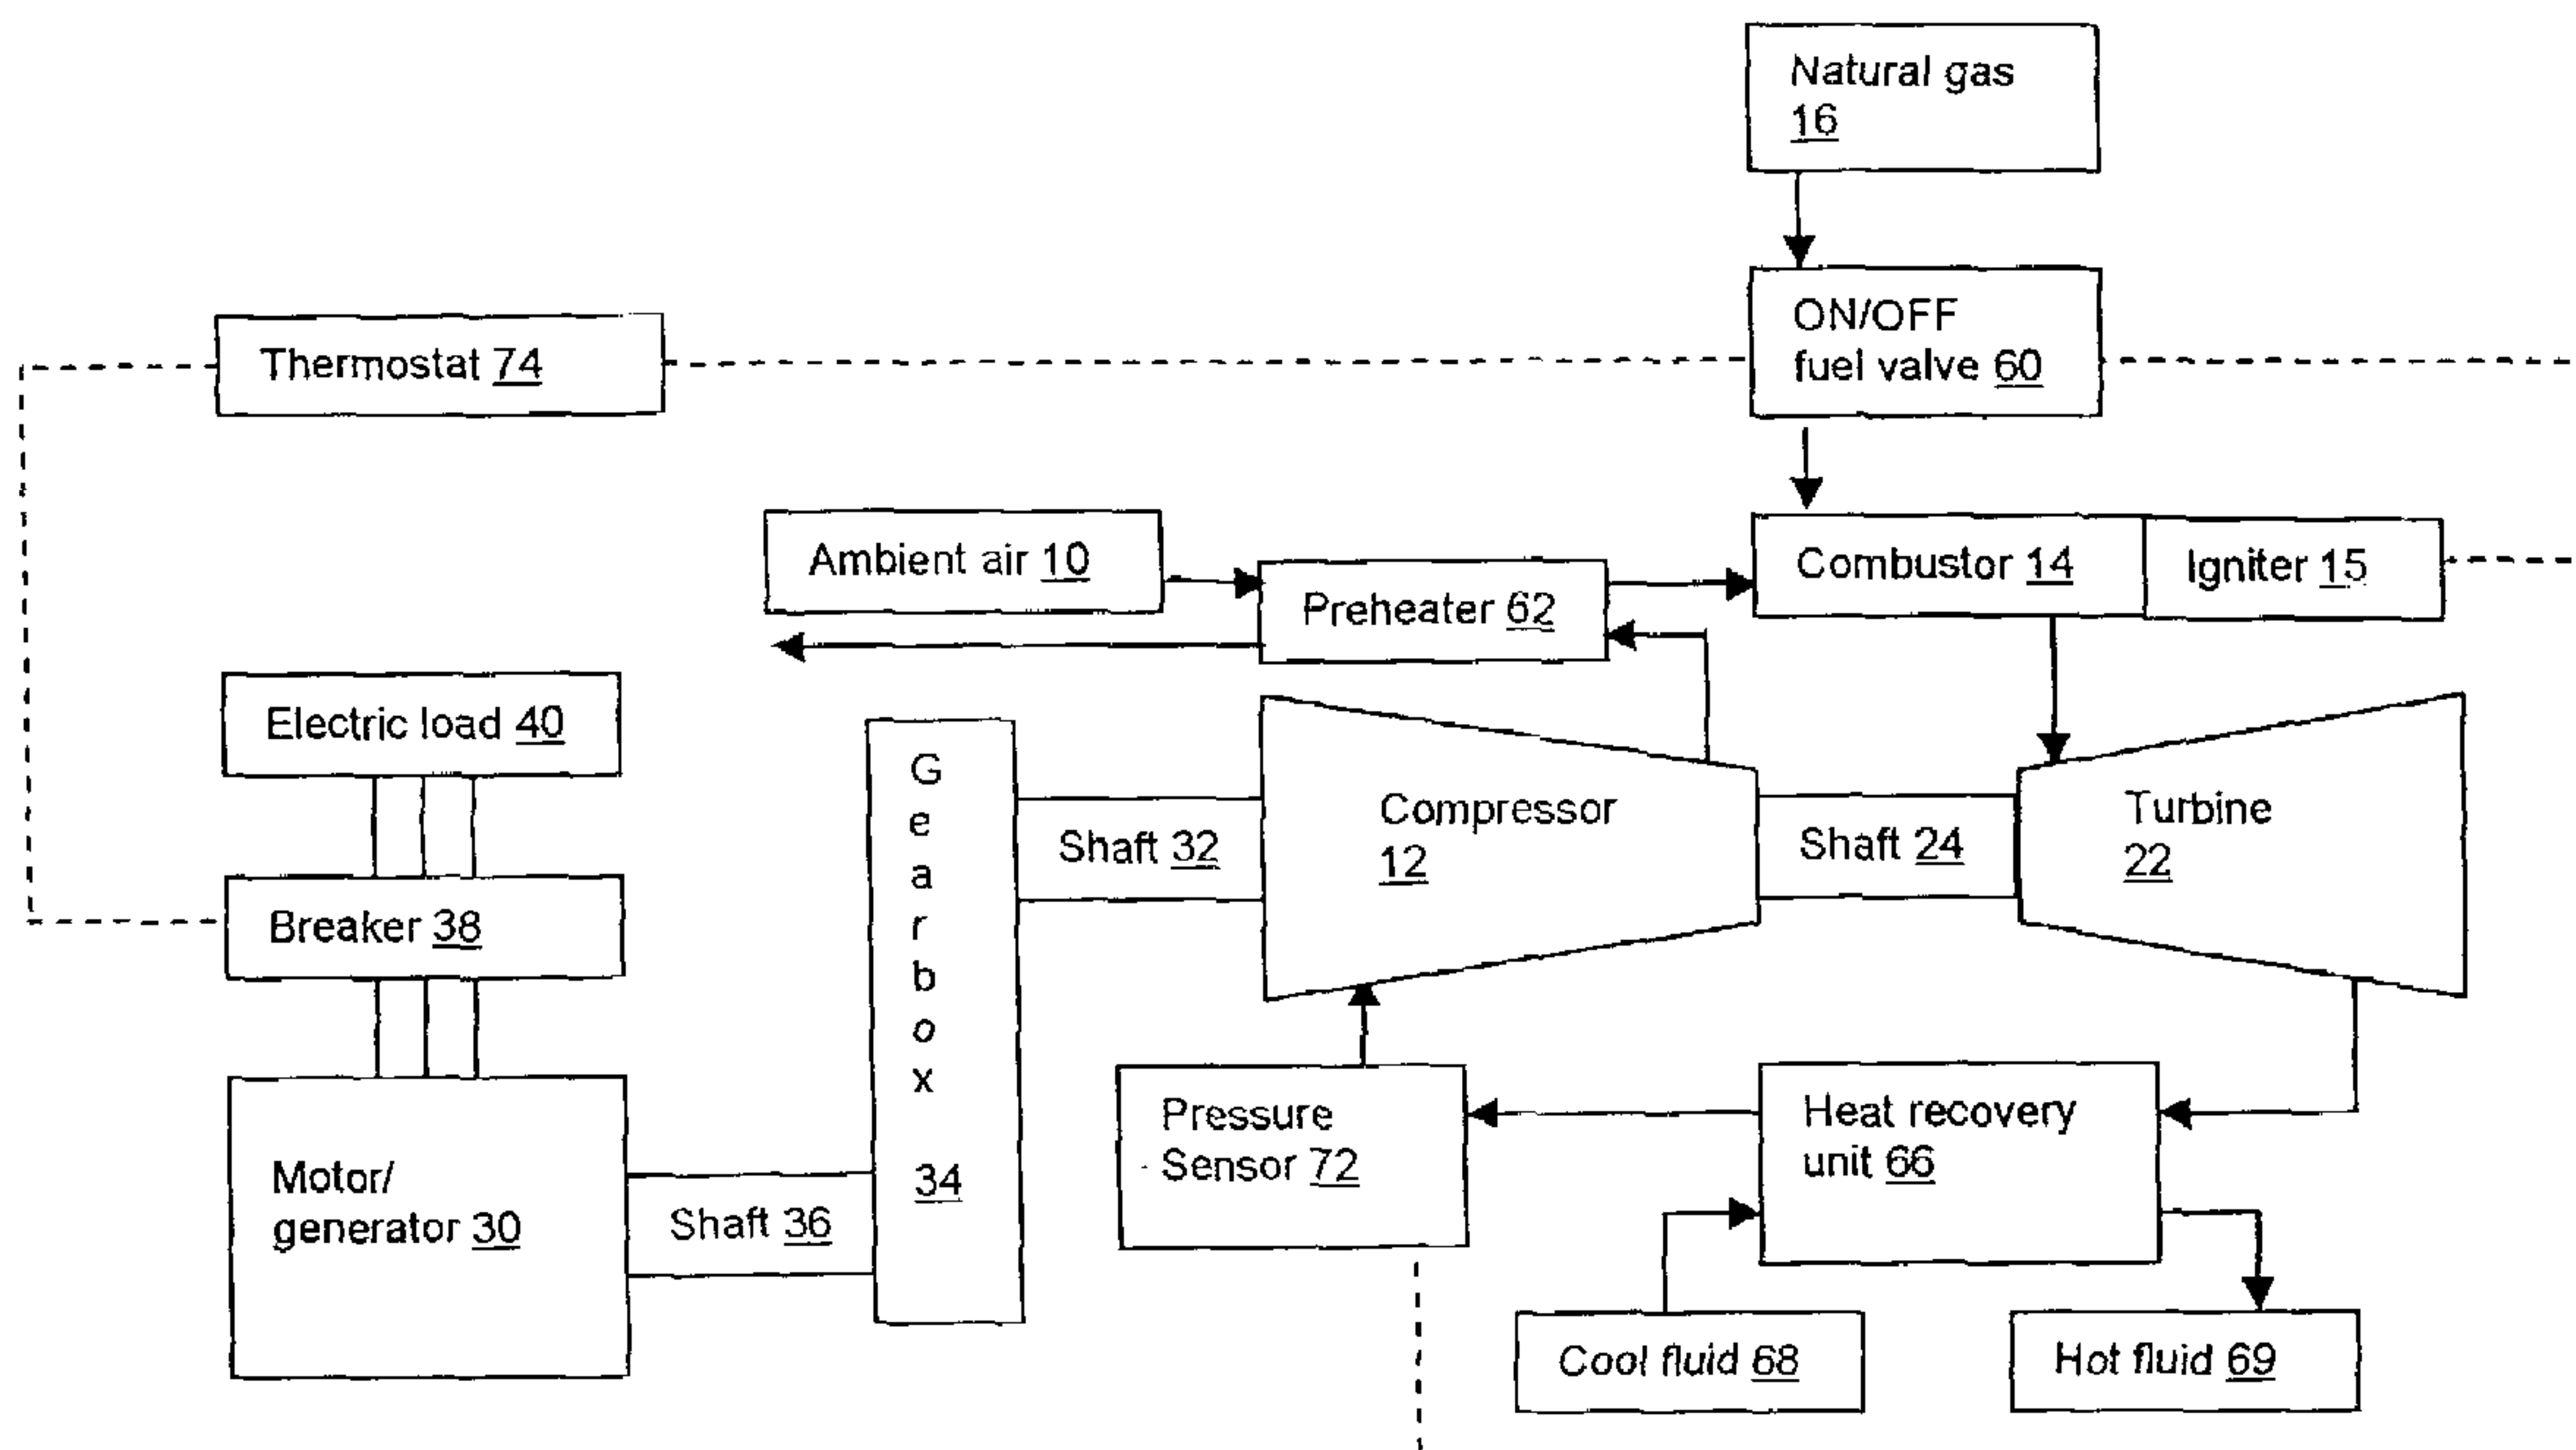 Natural gas
16
ON/OFF
fuel valve 60
Thermostat 74
Ambient air 10
Preheater 62
Combustor 14
Igniter 15
Electric load 40
Gearbox
34
Compressor
12
Shaft 32
Shaft 24
Turbine
22
Breaker 38
Motor/
generator 30
Shaft 36
Pressure
Sensor 72
Heat recovery
unit 66
Cool fluid 68
Hot fluid 69